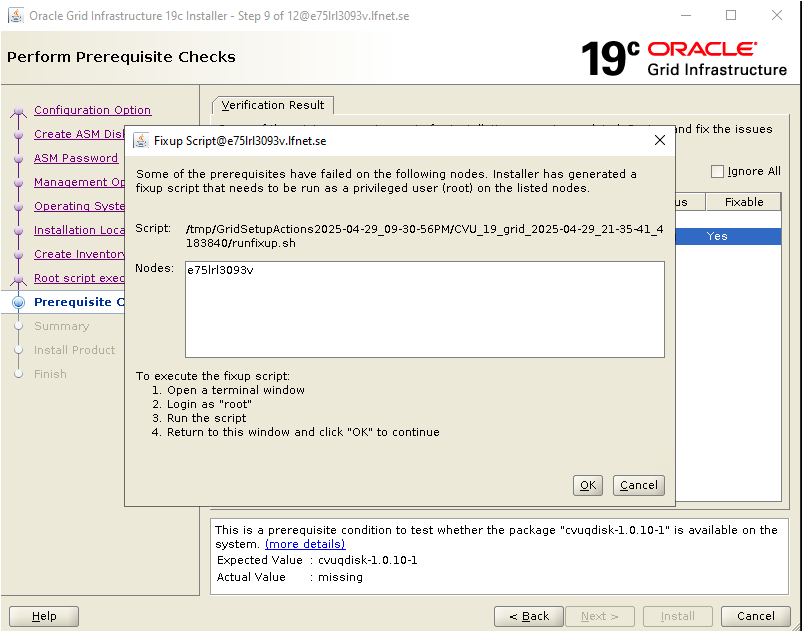 Oracle Grid Infrastructure 19c Installer - Step 9 of 12@e75lrl3093v.lfnet.se
Perform Prerequisite Checks
19c ORACLE
Grid Infrastructure
Configuration Option
Create ASM Dis
ASM Password
Management Op
Operating Syste
Installation Loca
Create Inventory
Root script exec
Prerequisite C
Summary
Install Product
Finish
Verification Result
and fix the issues
Ignore All
us
Fixable
Yes
Fixup Script@e75lrl3093v.lfnet.se
Some of the prerequisites have failed on the following nodes. Installer has generated a
fixup script that needs to be run as a privileged user (root) on the listed nodes.
Script: /tmp/GridSetupActions2025-04-29_09-30-56PM/CVU_19_grid_2025-04-29_21-35-41_4
183840/runfixup.sh
Nodes: e75lrl3093v
To execute the fixup script:
1. Open a terminal window
2. Login as "root"
3. Run the script
4. Return to this window and click "OK" to continue
OK
Cancel
This is a prerequisite condition to test whether the package "cvuqdisk-1.0.10-1" is available on the
system. (more details)
Expected Value : cvuqdisk-1.0.10-1
Actual Value : missing
Help
< Back
Next >
Install
Cancel